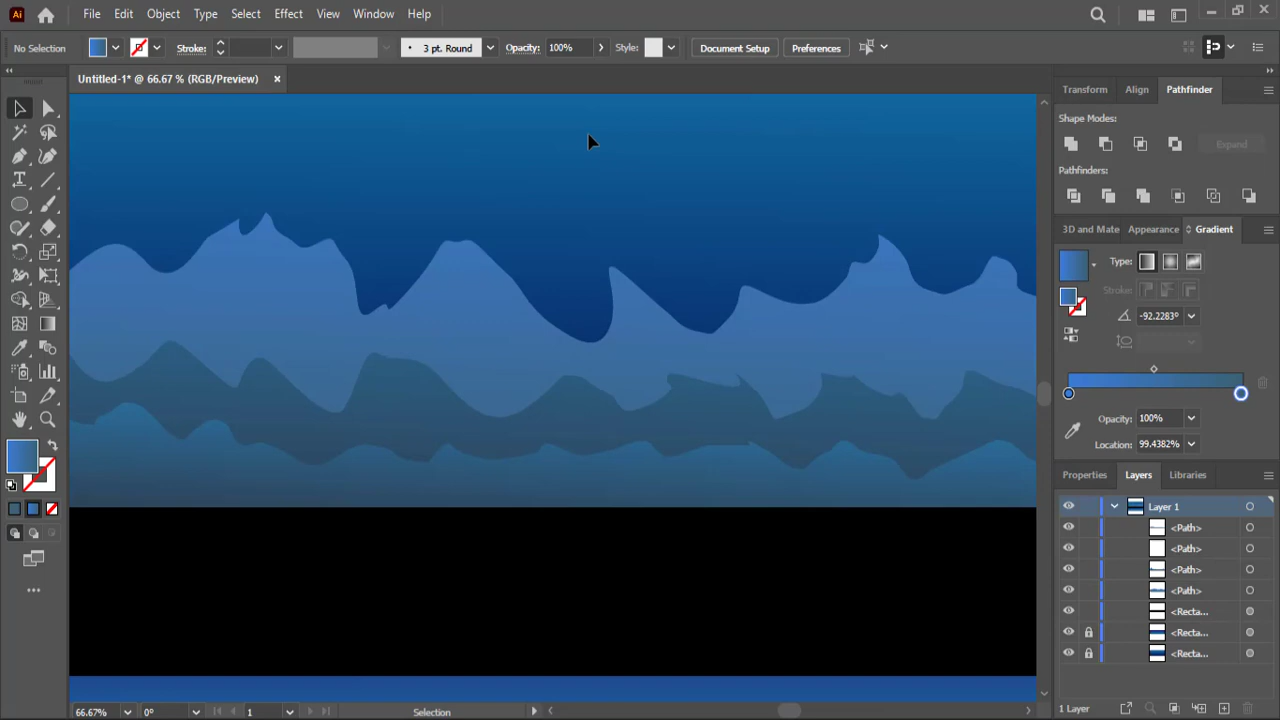 Ai File Edit Object Type Select Effect View Window Help
No Selection Stroke: 3 pt. Round Opacity: 100% Style: Document Setup Preferences
Untitled-1* @ 66.67 % (RGB/Preview)
Transform Align Pathfinder
Shape Modes:
Expand
Pathfinders:
3D and Mate Appearance Gradient
Type:
Stroke:
-92.2283°
Opacity: 100%
Location: 99.4382%
Properties Layers Libraries
Layer 1
<Path>
<Path>
<Path>
<Path>
<Recta...
<Recta...
<Recta...
66.67% 0° 1 Selection 1 Layer